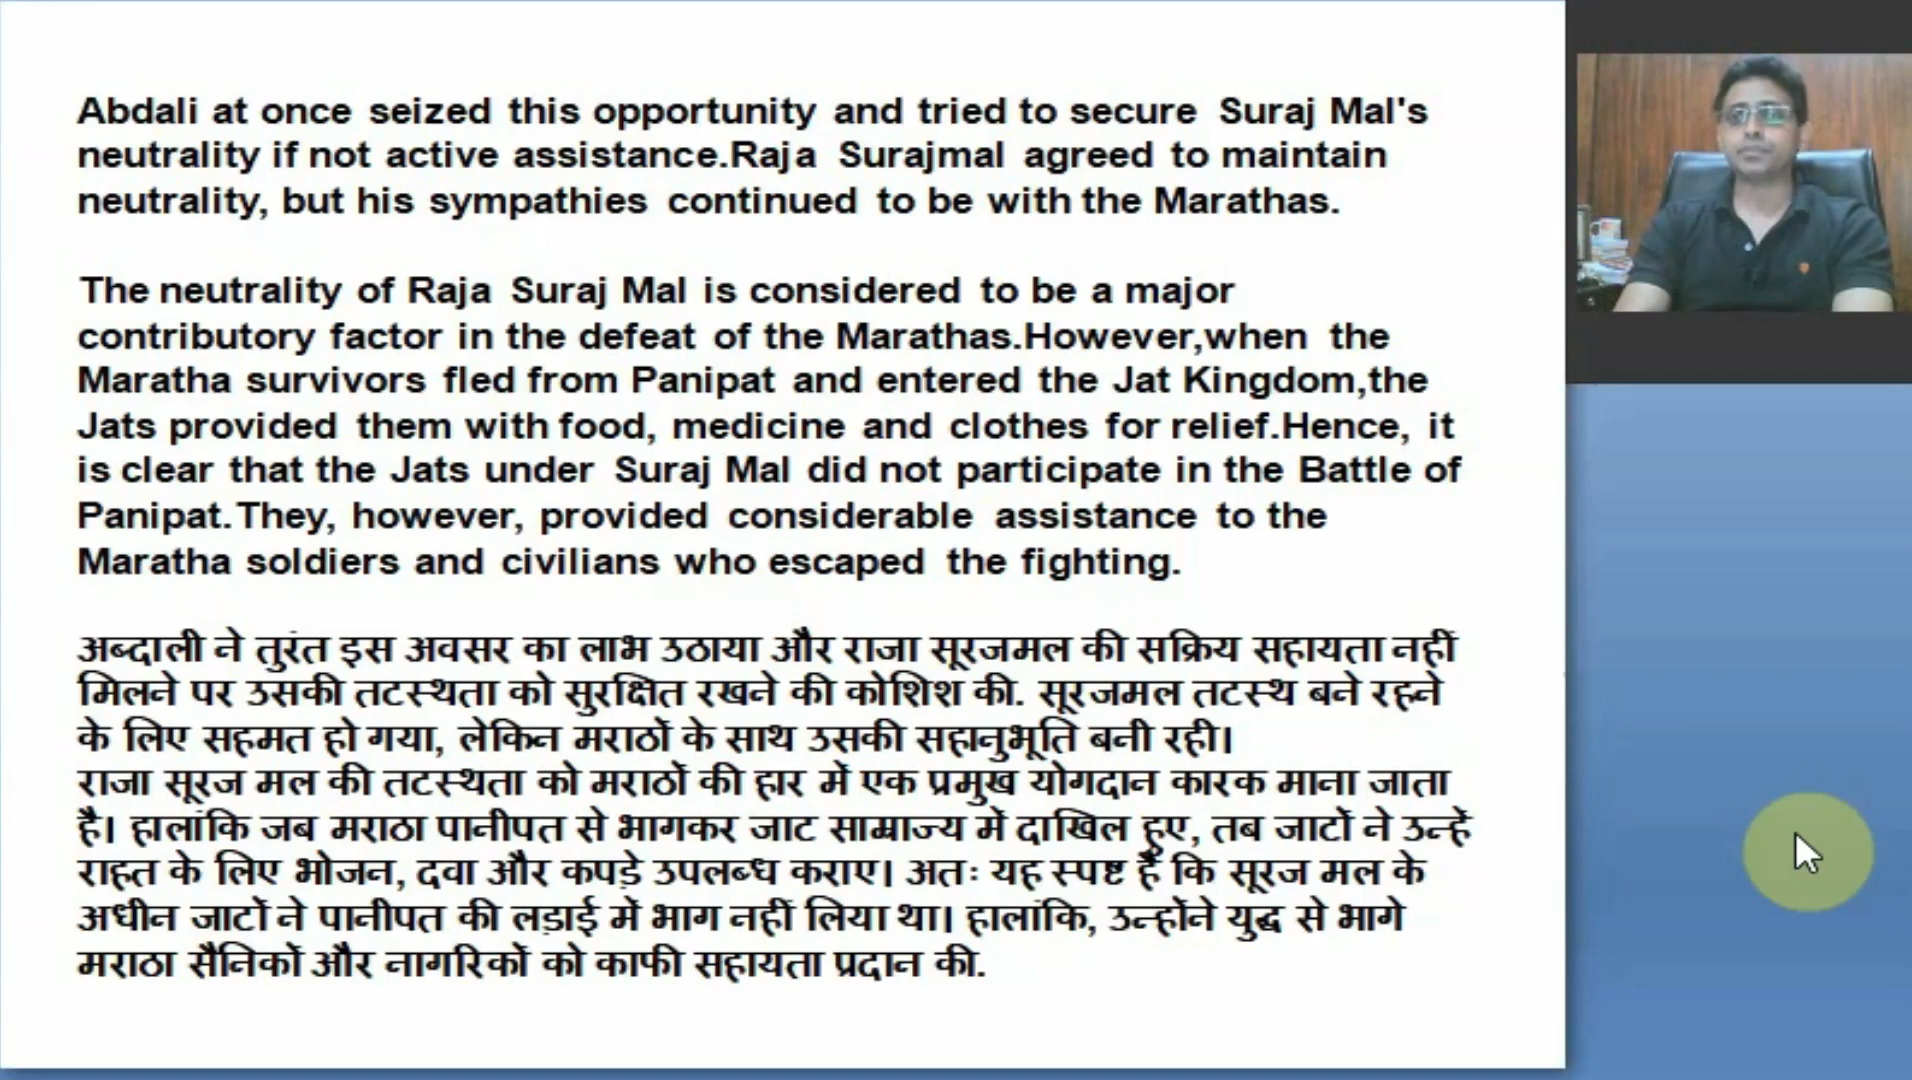 Abdali at once seized this opportunity and tried to secure Suraj Mal's
neutrality if not active assistance.Raja Surajmal agreed to maintain
neutrality, but his sympathies continued to be with the Marathas.
The neutrality of Raja Suraj Mal is considered to be a major
contributory factor in the defeat of the Marathas.However,when the
Maratha survivors fled from Panipat and entered the Jat Kingdom,the
Jats provided them with food, medicine and clothes for relief.Hence, it
is clear that the Jats under Suraj Mal did not participate in the Battle of
Panipat.They, however, provided considerable assistance to the
Maratha soldiers and civilians who escaped the fighting.
अब्दाली ने तुरंत इस अवसर का लाभ उठाया और राजा सूरजमल की सक्रिय सहायता नहीं
मिलने पर उसकी तटस्थता को सुरक्षित रखने की कोशिश की. सूरजमल तटस्थ बने रहने
के लिए सहमत हो गया, लेकिन मराठों के साथ उसकी सहानुभूति बनी रही।
राजा सूरज मल की तटस्थता को मराठों की हार में एक प्रमुख योगदान कारक माना जाता
है। हालांकि जब मराठा पानीपत से भागकर जाट साम्राज्य में दाखिल हुए, तब जाटों ने उन्हें
राहत के लिए भोजन, दवा और कपड़े उपलब्ध कराए। अतः यह स्पष्ट है कि सूरज मल के
अधीन जाटों ने पानीपत की लड़ाई में भाग नहीं लिया था। हालांकि, उन्होंने युद्ध से भागे
मराठा सैनिकों और नागरिकों को काफी सहायता प्रदान की.